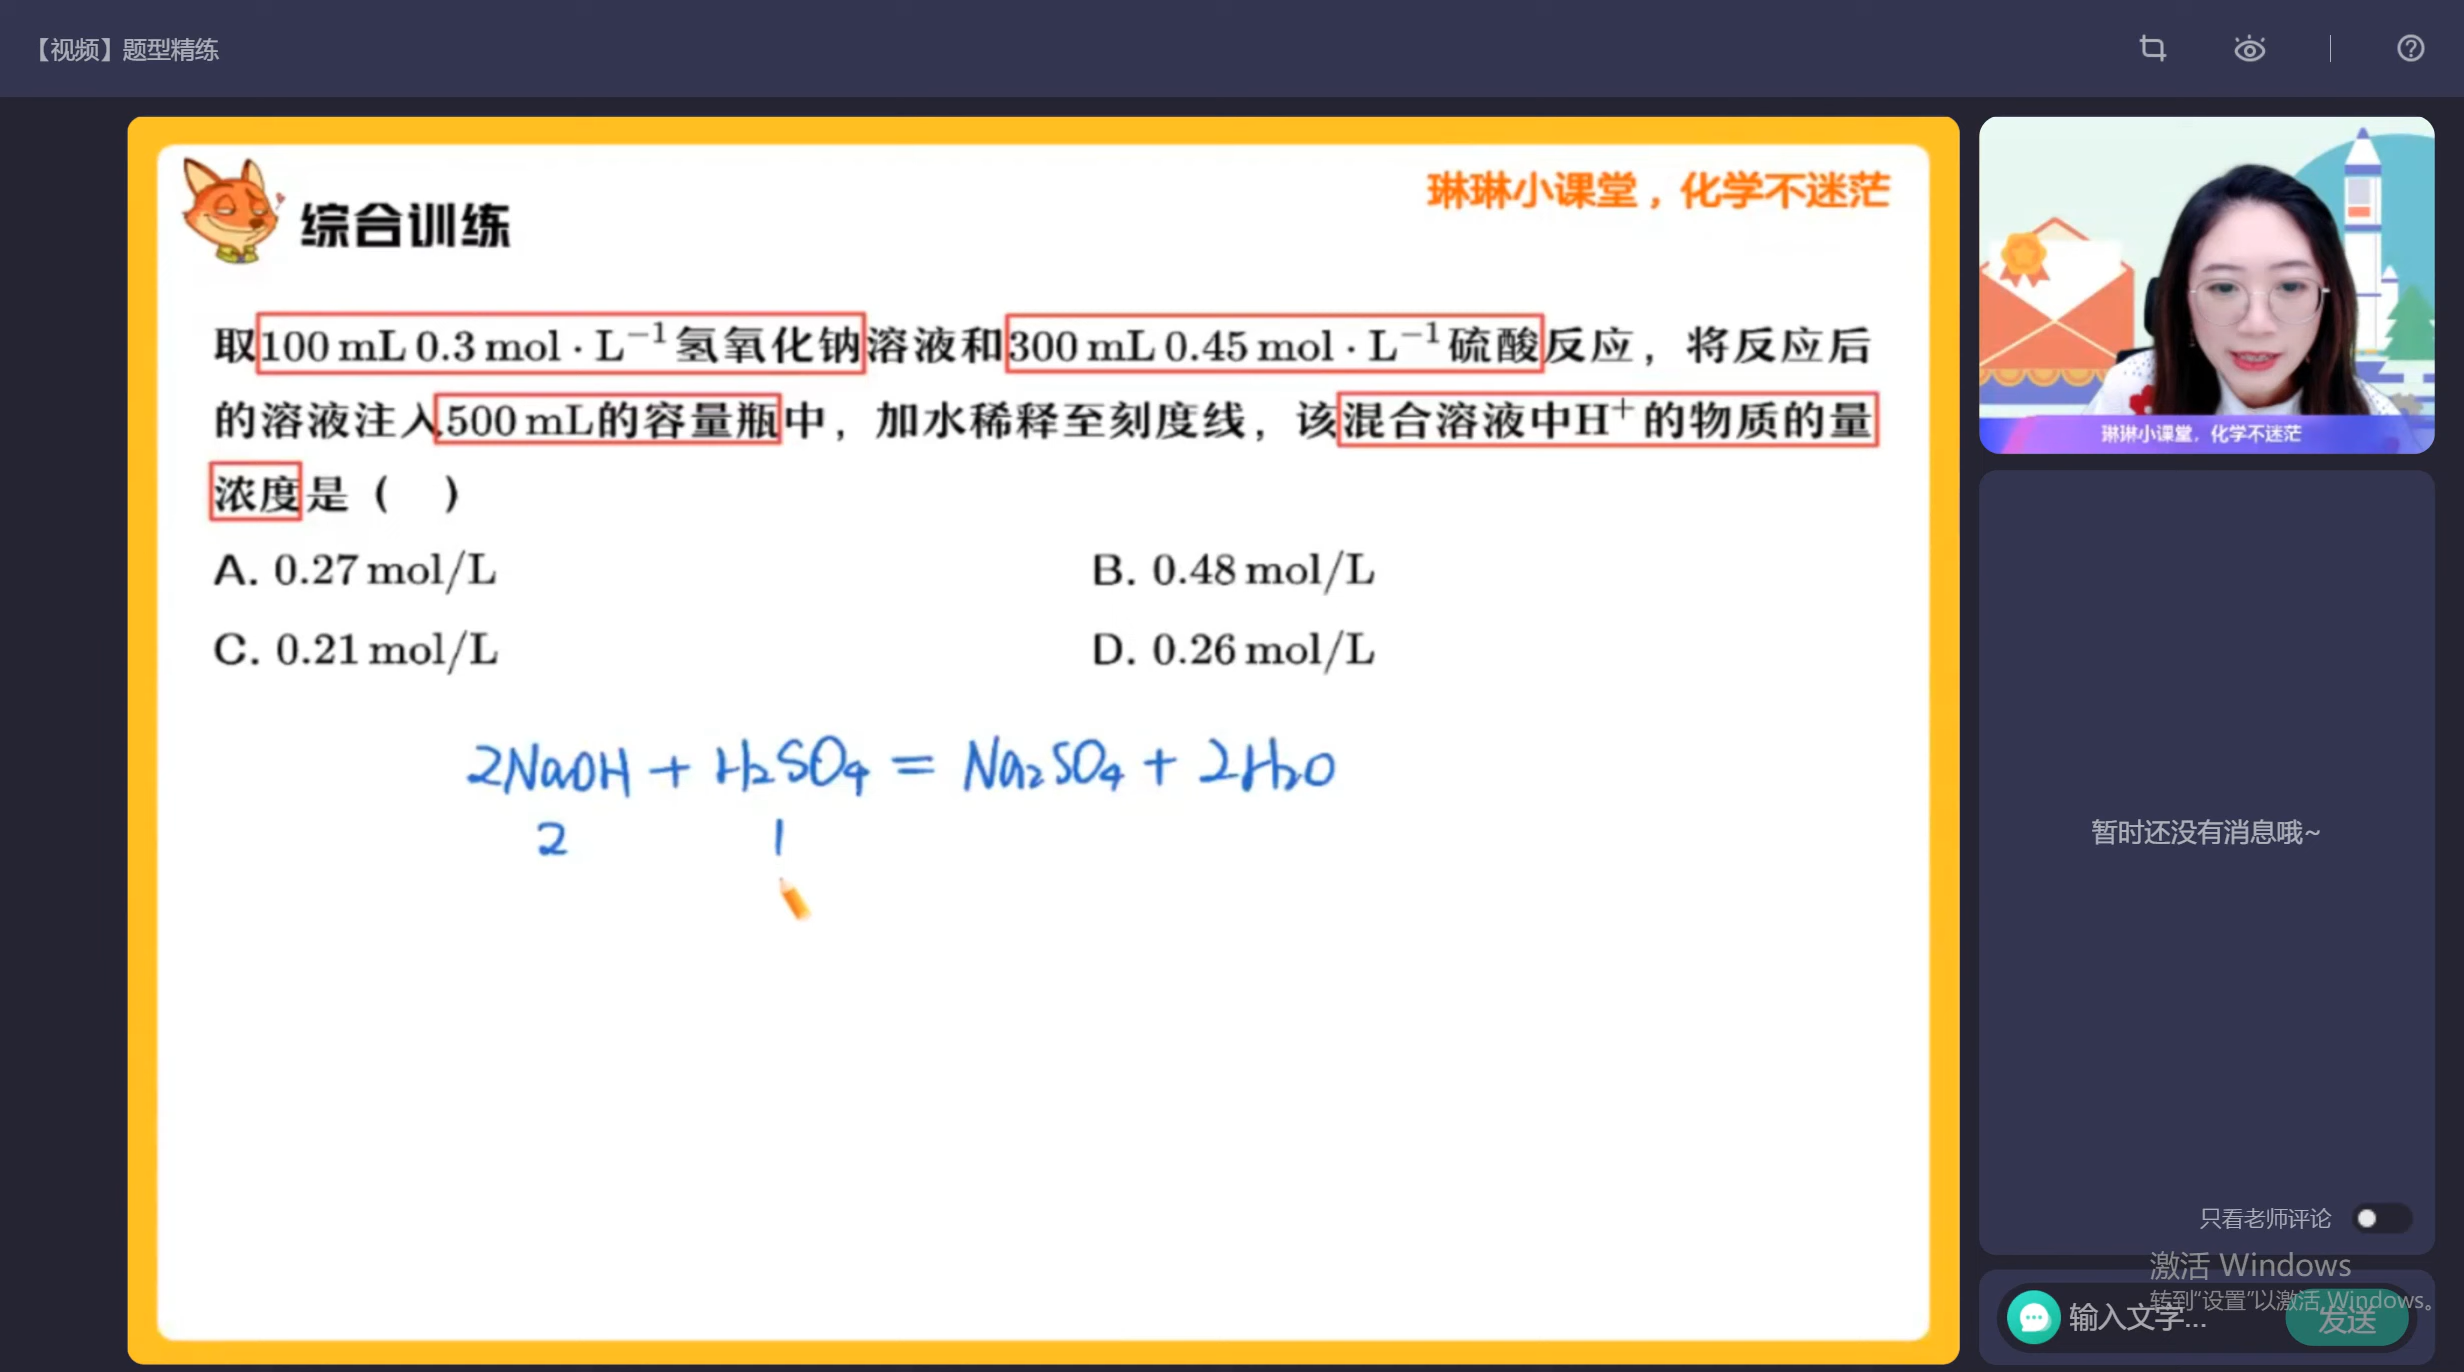 【视频】题型精练
综合训练
琳琳小课堂，化学不迷茫
取100 mL 0.3 mol · L⁻¹氢氧化钠溶液和300 mL 0.45 mol · L⁻¹硫酸反应，将反应后
的溶液注入500 mL的容量瓶中，加水稀释至刻度线，该混合溶液中H⁺的物质的量
浓度是（ ）
A. 0.27 mol/L
B. 0.48 mol/L
C. 0.21 mol/L
D. 0.26 mol/L
2NaOH + H₂SO₄ = Na₂SO₄ + 2H₂O
2 1
琳琳小课堂，化学不迷茫
暂时还没有消息哦~
只看老师评论
激活 Windows
转到“设置”以激活 Windows。
输入文字...
发送